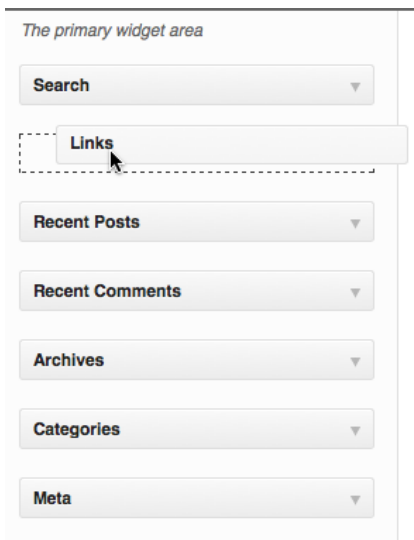 The primary widget area
Search
Links
Recent Posts
Recent Comments
Archives
Categories
Meta